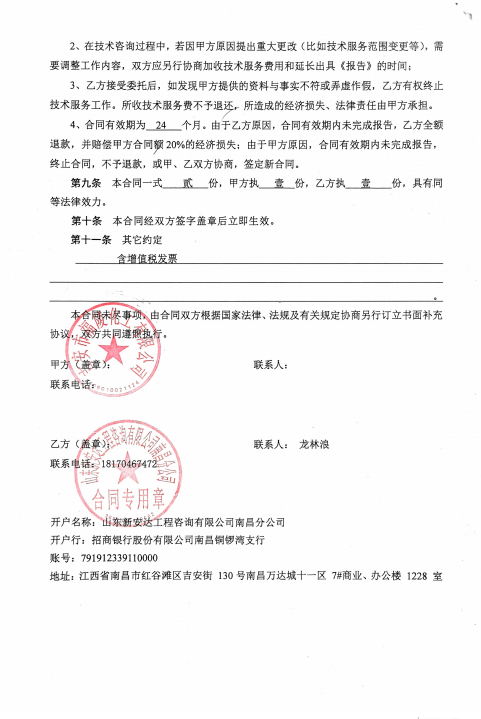 2、在技术咨询过程中，若因甲方原因提出重大更改（比如技术服务范围变更等），需
要调整工作内容，双方应另行协商加收技术服务费用和延长出具《报告》的时间；
3、乙方接受委托后，如发现甲方提供的资料与事实不符或弄虚作假，乙方有权终止
技术服务工作。所收技术服务费不予退还，所造成的经济损失、法律责任由甲方承担。
4、合同有效期为 24 个月。由于乙方原因，合同有效期内未完成报告，乙方全额
退款，并赔偿甲方合同额 20%的经济损失；由于甲方原因，合同有效期内未完成报告，
终止合同，不予退款，或甲、乙双方协商，签定新合同。
第九条 本合同一式 贰 份，甲方执 壹 份，乙方执 壹 份，具有同
等法律效力。
第十条 本合同经双方签字盖章后立即生效。
第十一条 其它约定
含增值税发票
。
本合同未尽事项，由合同双方根据国家法律、法规及有关规定协商另行订立书面补充
协议，双方共同遵照执行。
甲方（盖章）： 联系人：
联系电话：
乙方（盖章）： 联系人： 龙林浪
联系电话：18170467472
合同专用章
开户名称：山东新安达工程咨询有限公司南昌分公司
开户行：招商银行股份有限公司南昌铜锣湾支行
账号：791912339110000
地址：江西省南昌市红谷滩区吉安街 130 号南昌万达城十一区 7#商业、办公楼 1228 室